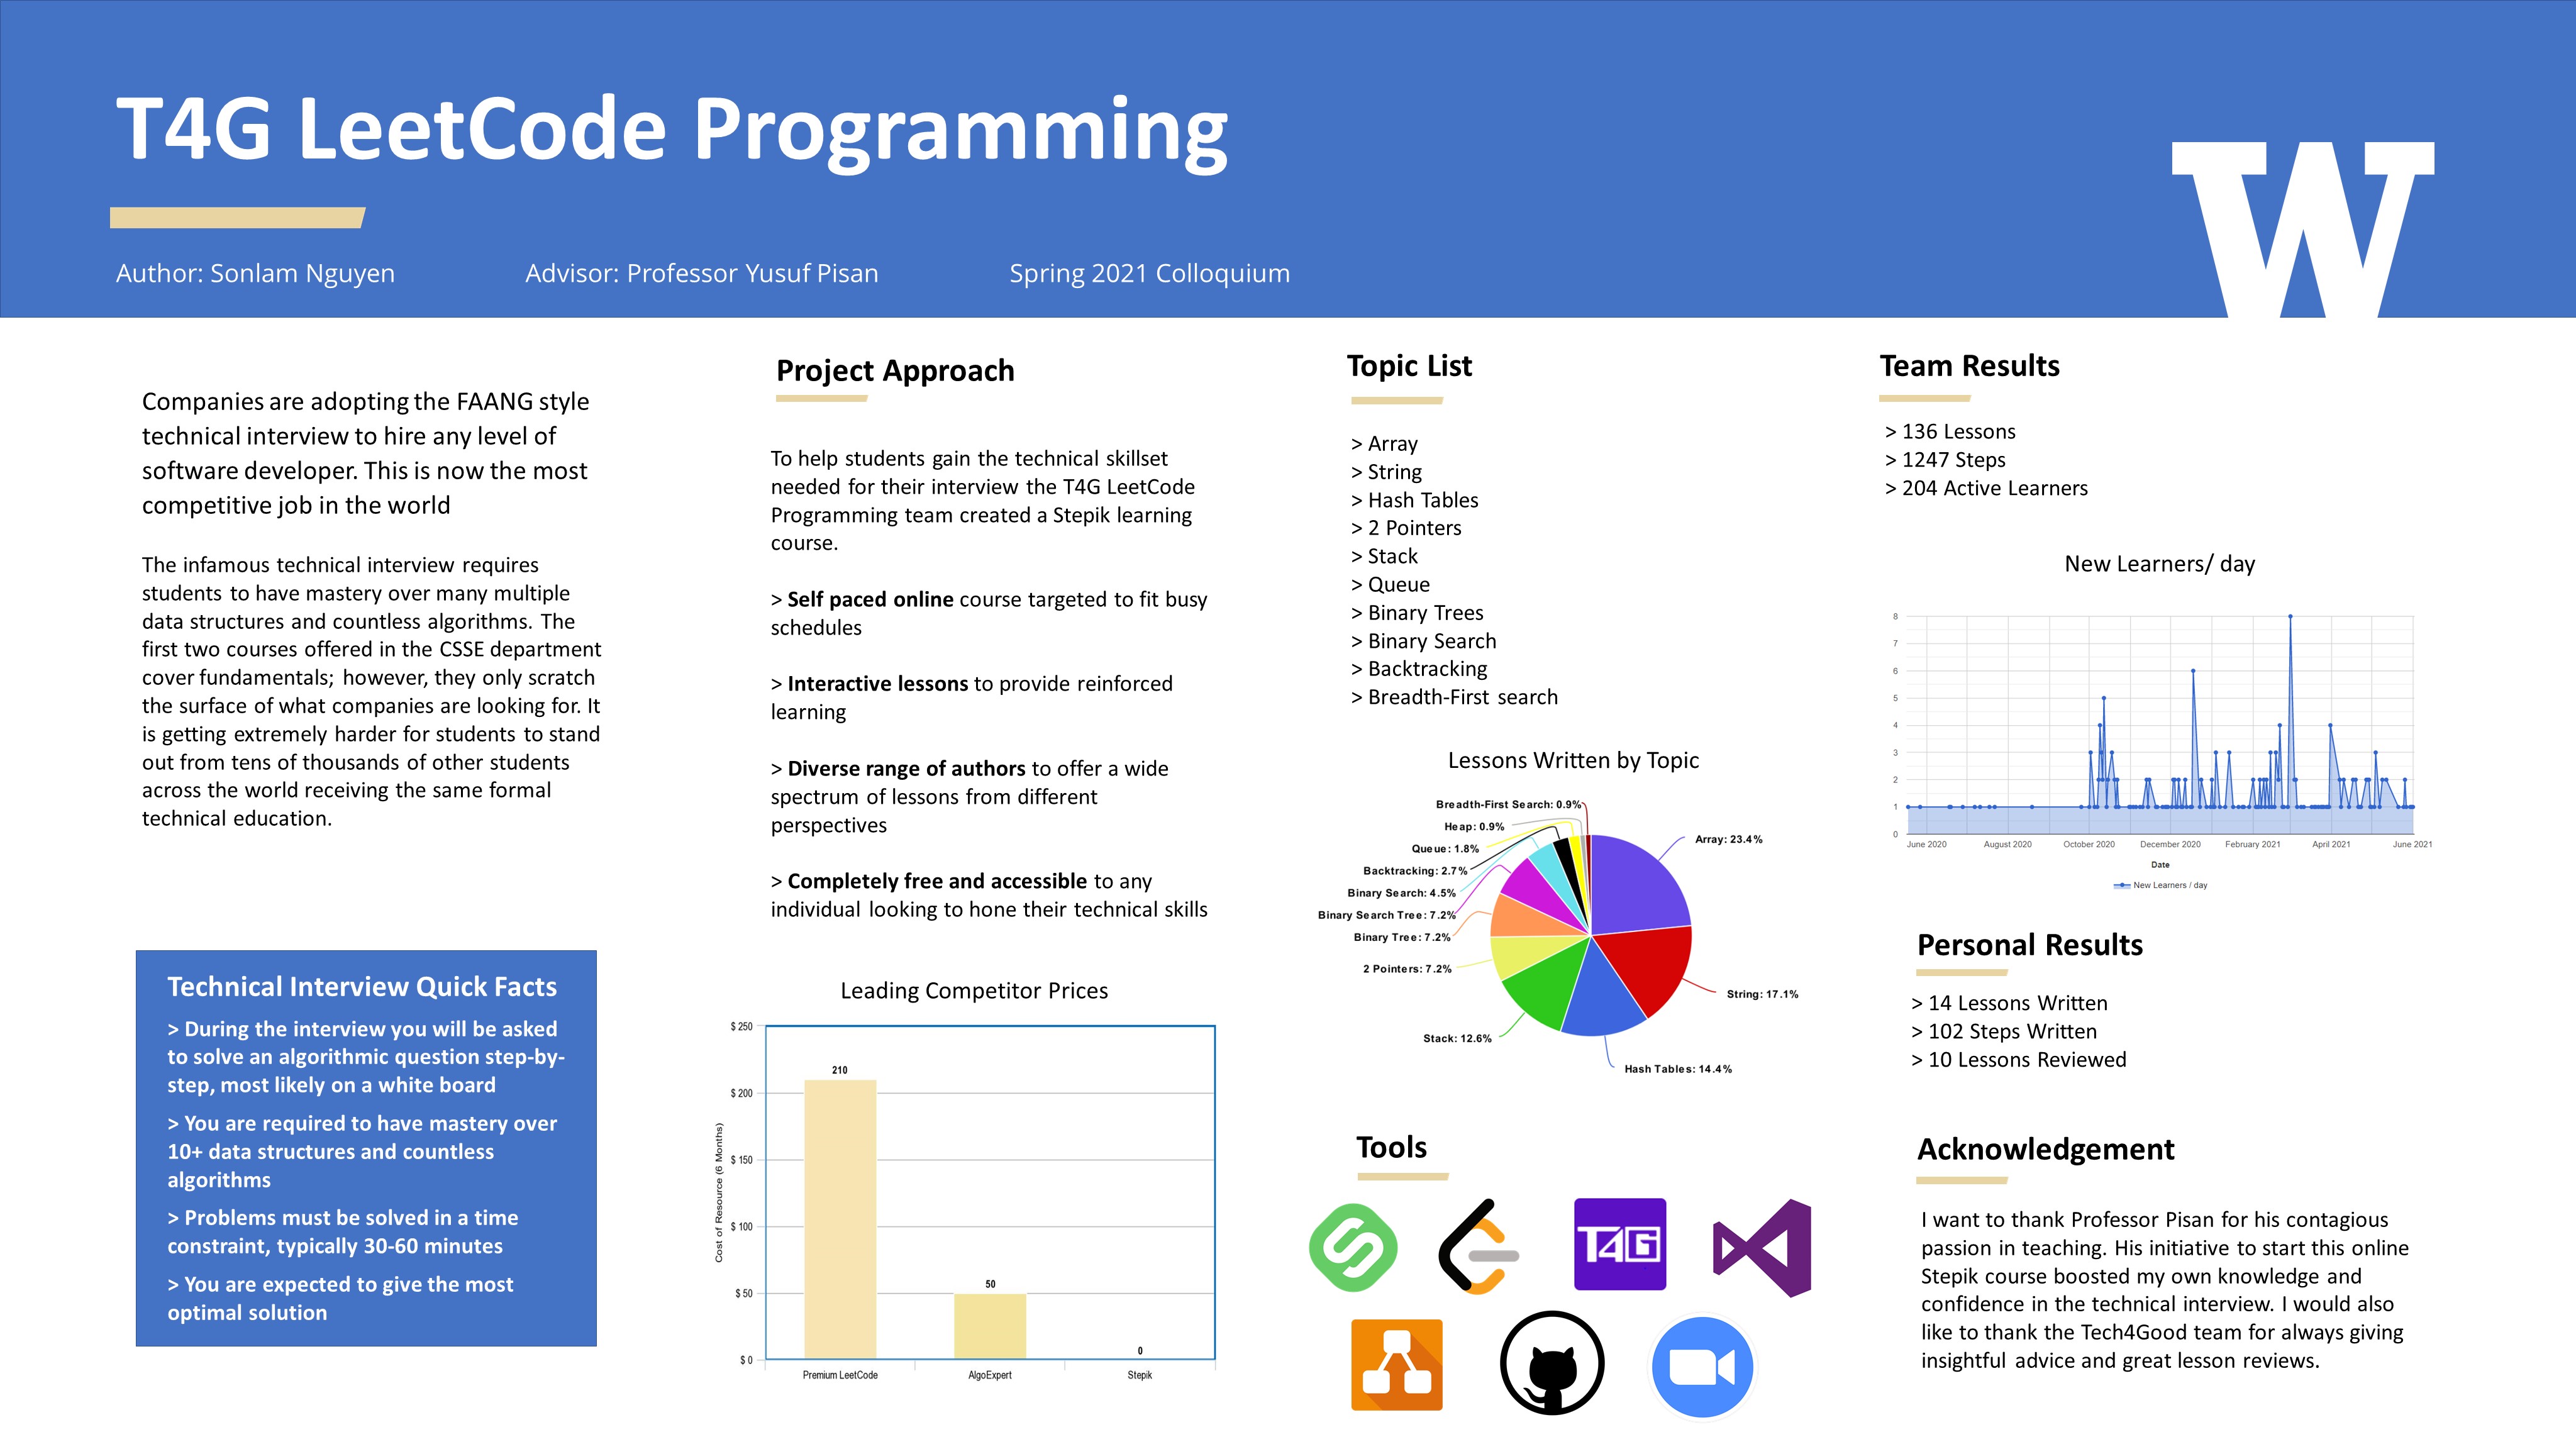 T4G LeetCode Programming
Author: Sonlam Nguyen
Advisor: Professor Yusuf Pisan
Spring 2021 Colloquium
W
Companies are adopting the FAANG style
technical interview to hire any level of
software developer. This is now the most
competitive job in the world
The infamous technical interview requires
students to have mastery over many multiple
data structures and countless algorithms. The
first two courses offered in the CSSE department
cover fundamentals; however, they only scratch
the surface of what companies are looking for. It
is getting extremely harder for students to stand
out from tens of thousands of other students
across the world receiving the same formal
technical education.
Technical Interview Quick Facts
> During the interview you will be asked
to solve an algorithmic question step-by-
step, most likely on a white board
> You are required to have mastery over
10+ data structures and countless
algorithms
> Problems must be solved in a time
constraint, typically 30-60 minutes
> You are expected to give the most
optimal solution
Project Approach
To help students gain the technical skillset
needed for their interview the T4G LeetCode
Programming team created a Stepik learning
course.
> Self paced online course targeted to fit busy
schedules
> Interactive lessons to provide reinforced
learning
> Diverse range of authors to offer a wide
spectrum of lessons from different
perspectives
> Completely free and accessible to any
individual looking to hone their technical skills
Leading Competitor Prices
$ 250
$ 200
$ 150
$ 100
$ 50
$ 0
Cost of Resource (6 Months)
210
50
0
Premium LeetCode
AlgoExpert
Stepik
Topic List
> Array
> String
> Hash Tables
> 2 Pointers
> Stack
> Queue
> Binary Trees
> Binary Search
> Backtracking
> Breadth-First search
Lessons Written by Topic
Breadth-First Search: 0.9%
Heap: 0.9%
Queue: 1.8%
Backtracking: 2.7%
Binary Search: 4.5%
Binary Search Tree: 7.2%
Binary Tree: 7.2%
2 Pointers: 7.2%
Stack: 12.6%
Array: 23.4%
String: 17.1%
Hash Tables: 14.4%
Tools
T4G
Team Results
> 136 Lessons
> 1247 Steps
> 204 Active Learners
New Learners/ day
8
7
6
5
4
3
2
1
0
June 2020
August 2020
October 2020
December 2020
February 2021
April 2021
June 2021
Date
New Learners / day
Personal Results
> 14 Lessons Written
> 102 Steps Written
> 10 Lessons Reviewed
Acknowledgement
I want to thank Professor Pisan for his contagious
passion in teaching. His initiative to start this online
Stepik course boosted my own knowledge and
confidence in the technical interview. I would also
like to thank the Tech4Good team for always giving
insightful advice and great lesson reviews.